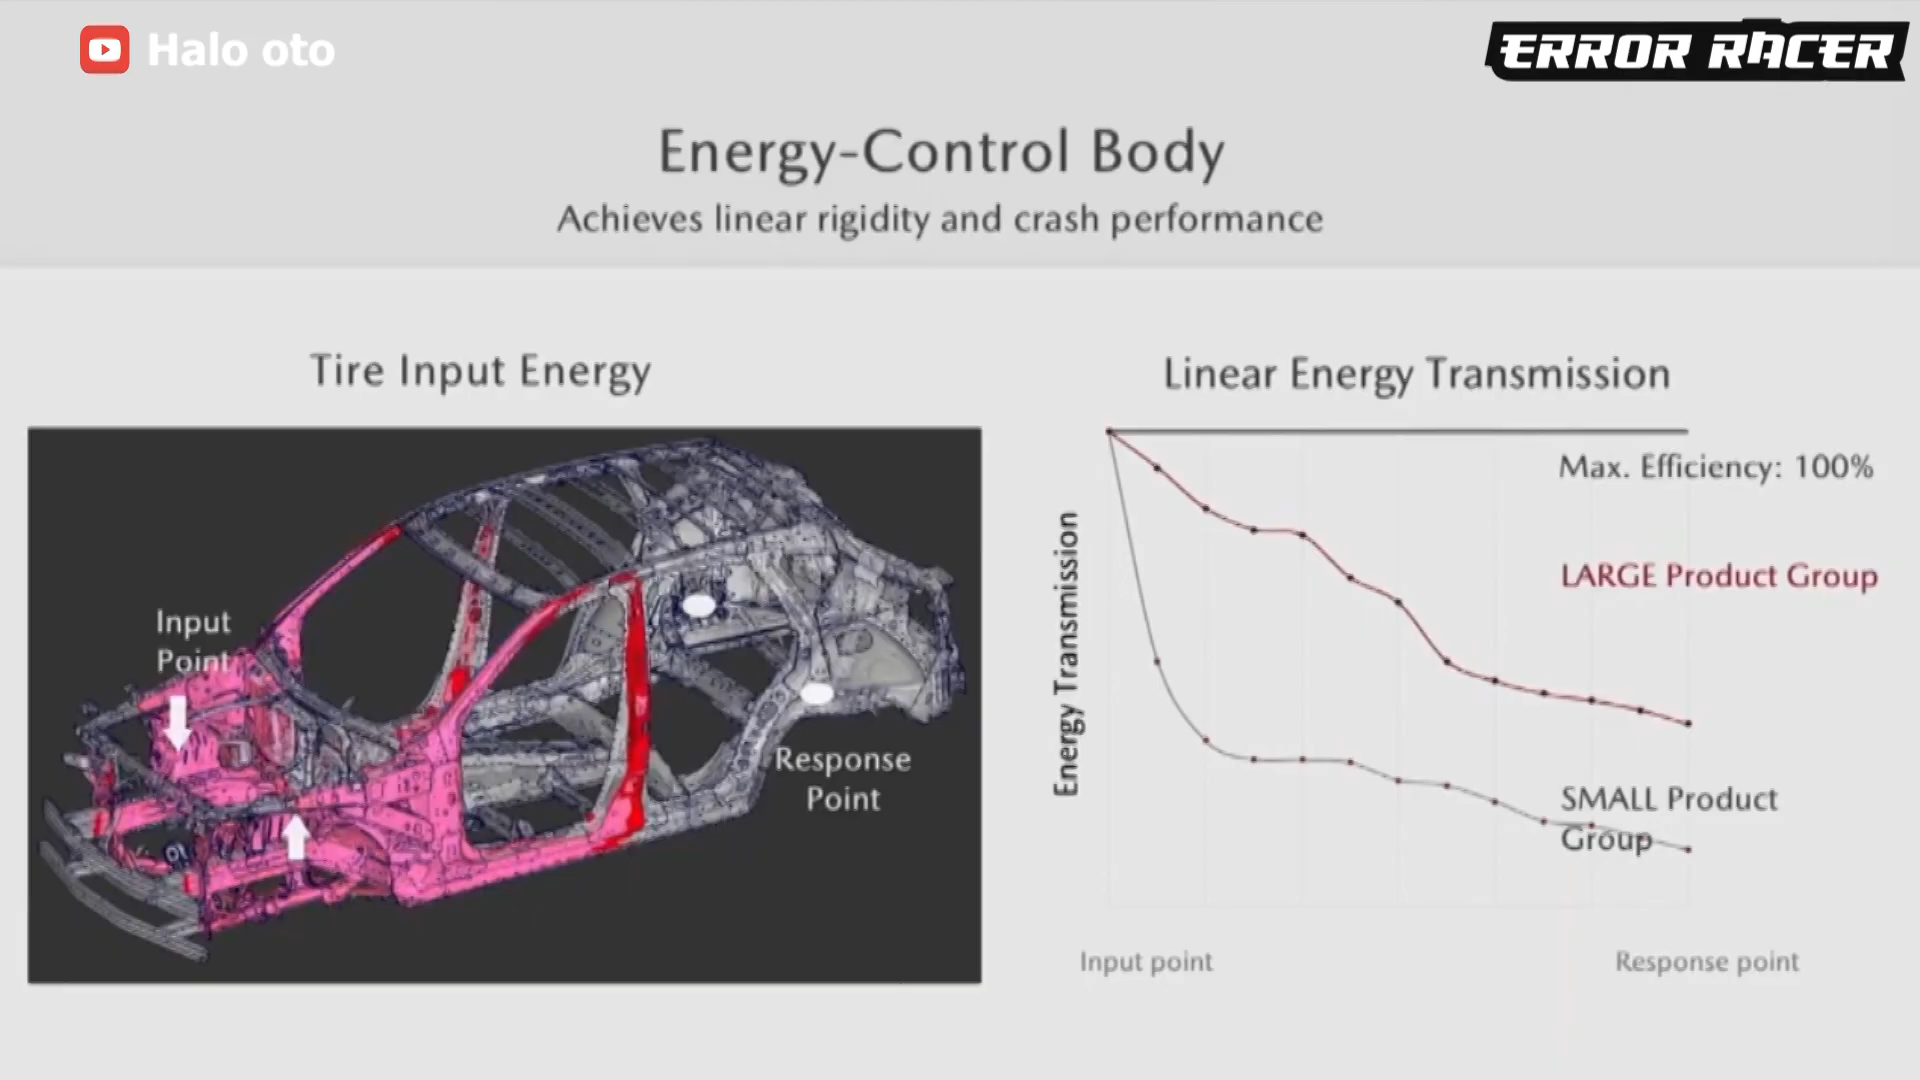 Halo oto
ERROR RACER
Energy-Control Body
Achieves linear rigidity and crash performance
Tire Input Energy
Input
Point
Response
Point
Linear Energy Transmission
Max. Efficiency: 100%
LARGE Product Group
Energy Transmission
SMALL Product
Group
Input point
Response point